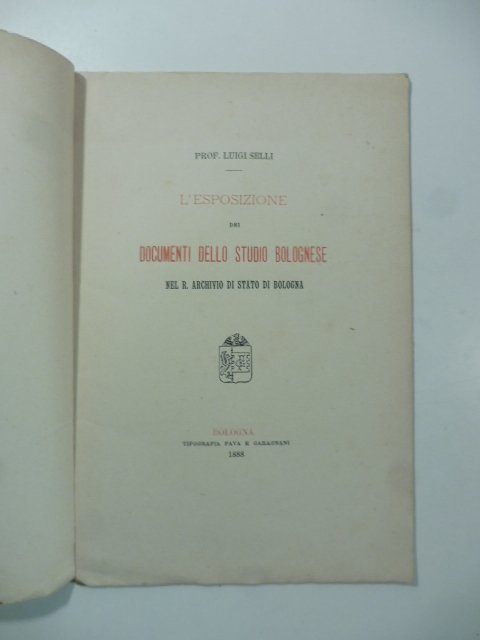 PROF. LUIGI SELLI
L'ESPOSIZIONE
DEI
DOCUMENTI DELLO STUDIO BOLOGNESE
NEL R. ARCHIVIO DI STATO DI BOLOGNA
BOLOGNA
TIPOGRAFIA FAVA E GARAGNANI
1888